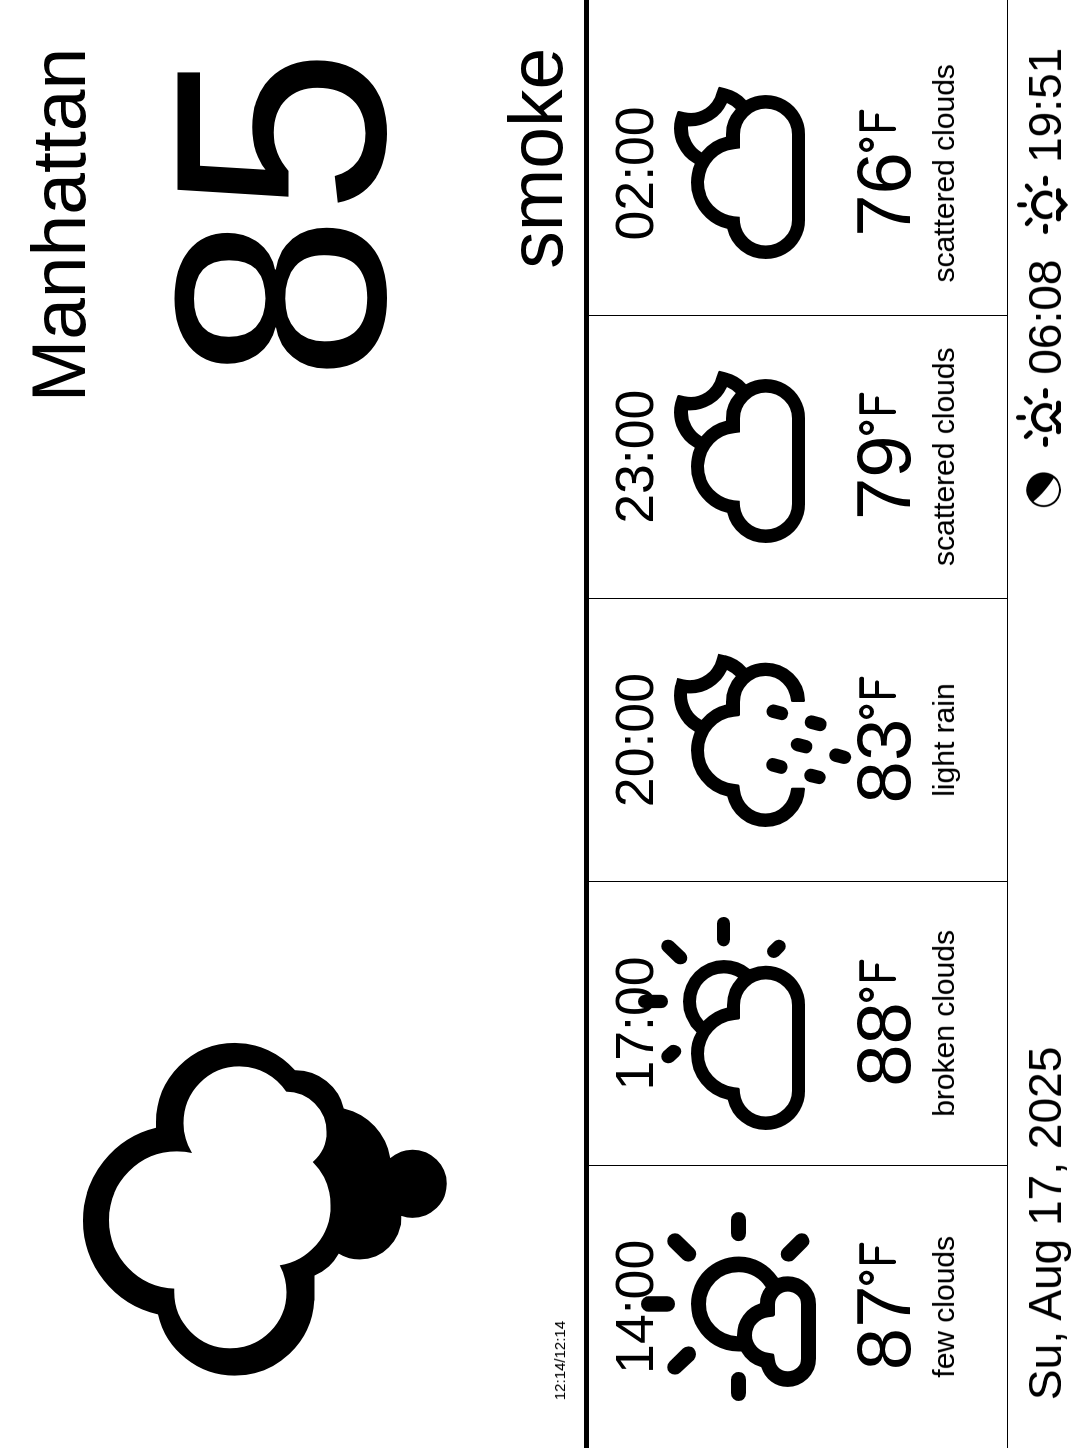 Manhattan
85
smoke
12:14/12:14
14:00 17:00 20:00 23:00 02:00
87°F 88°F 83°F 79°F 76°F
few clouds broken clouds light rain scattered clouds scattered clouds
Su, Aug 17, 2025 06:08 19:51